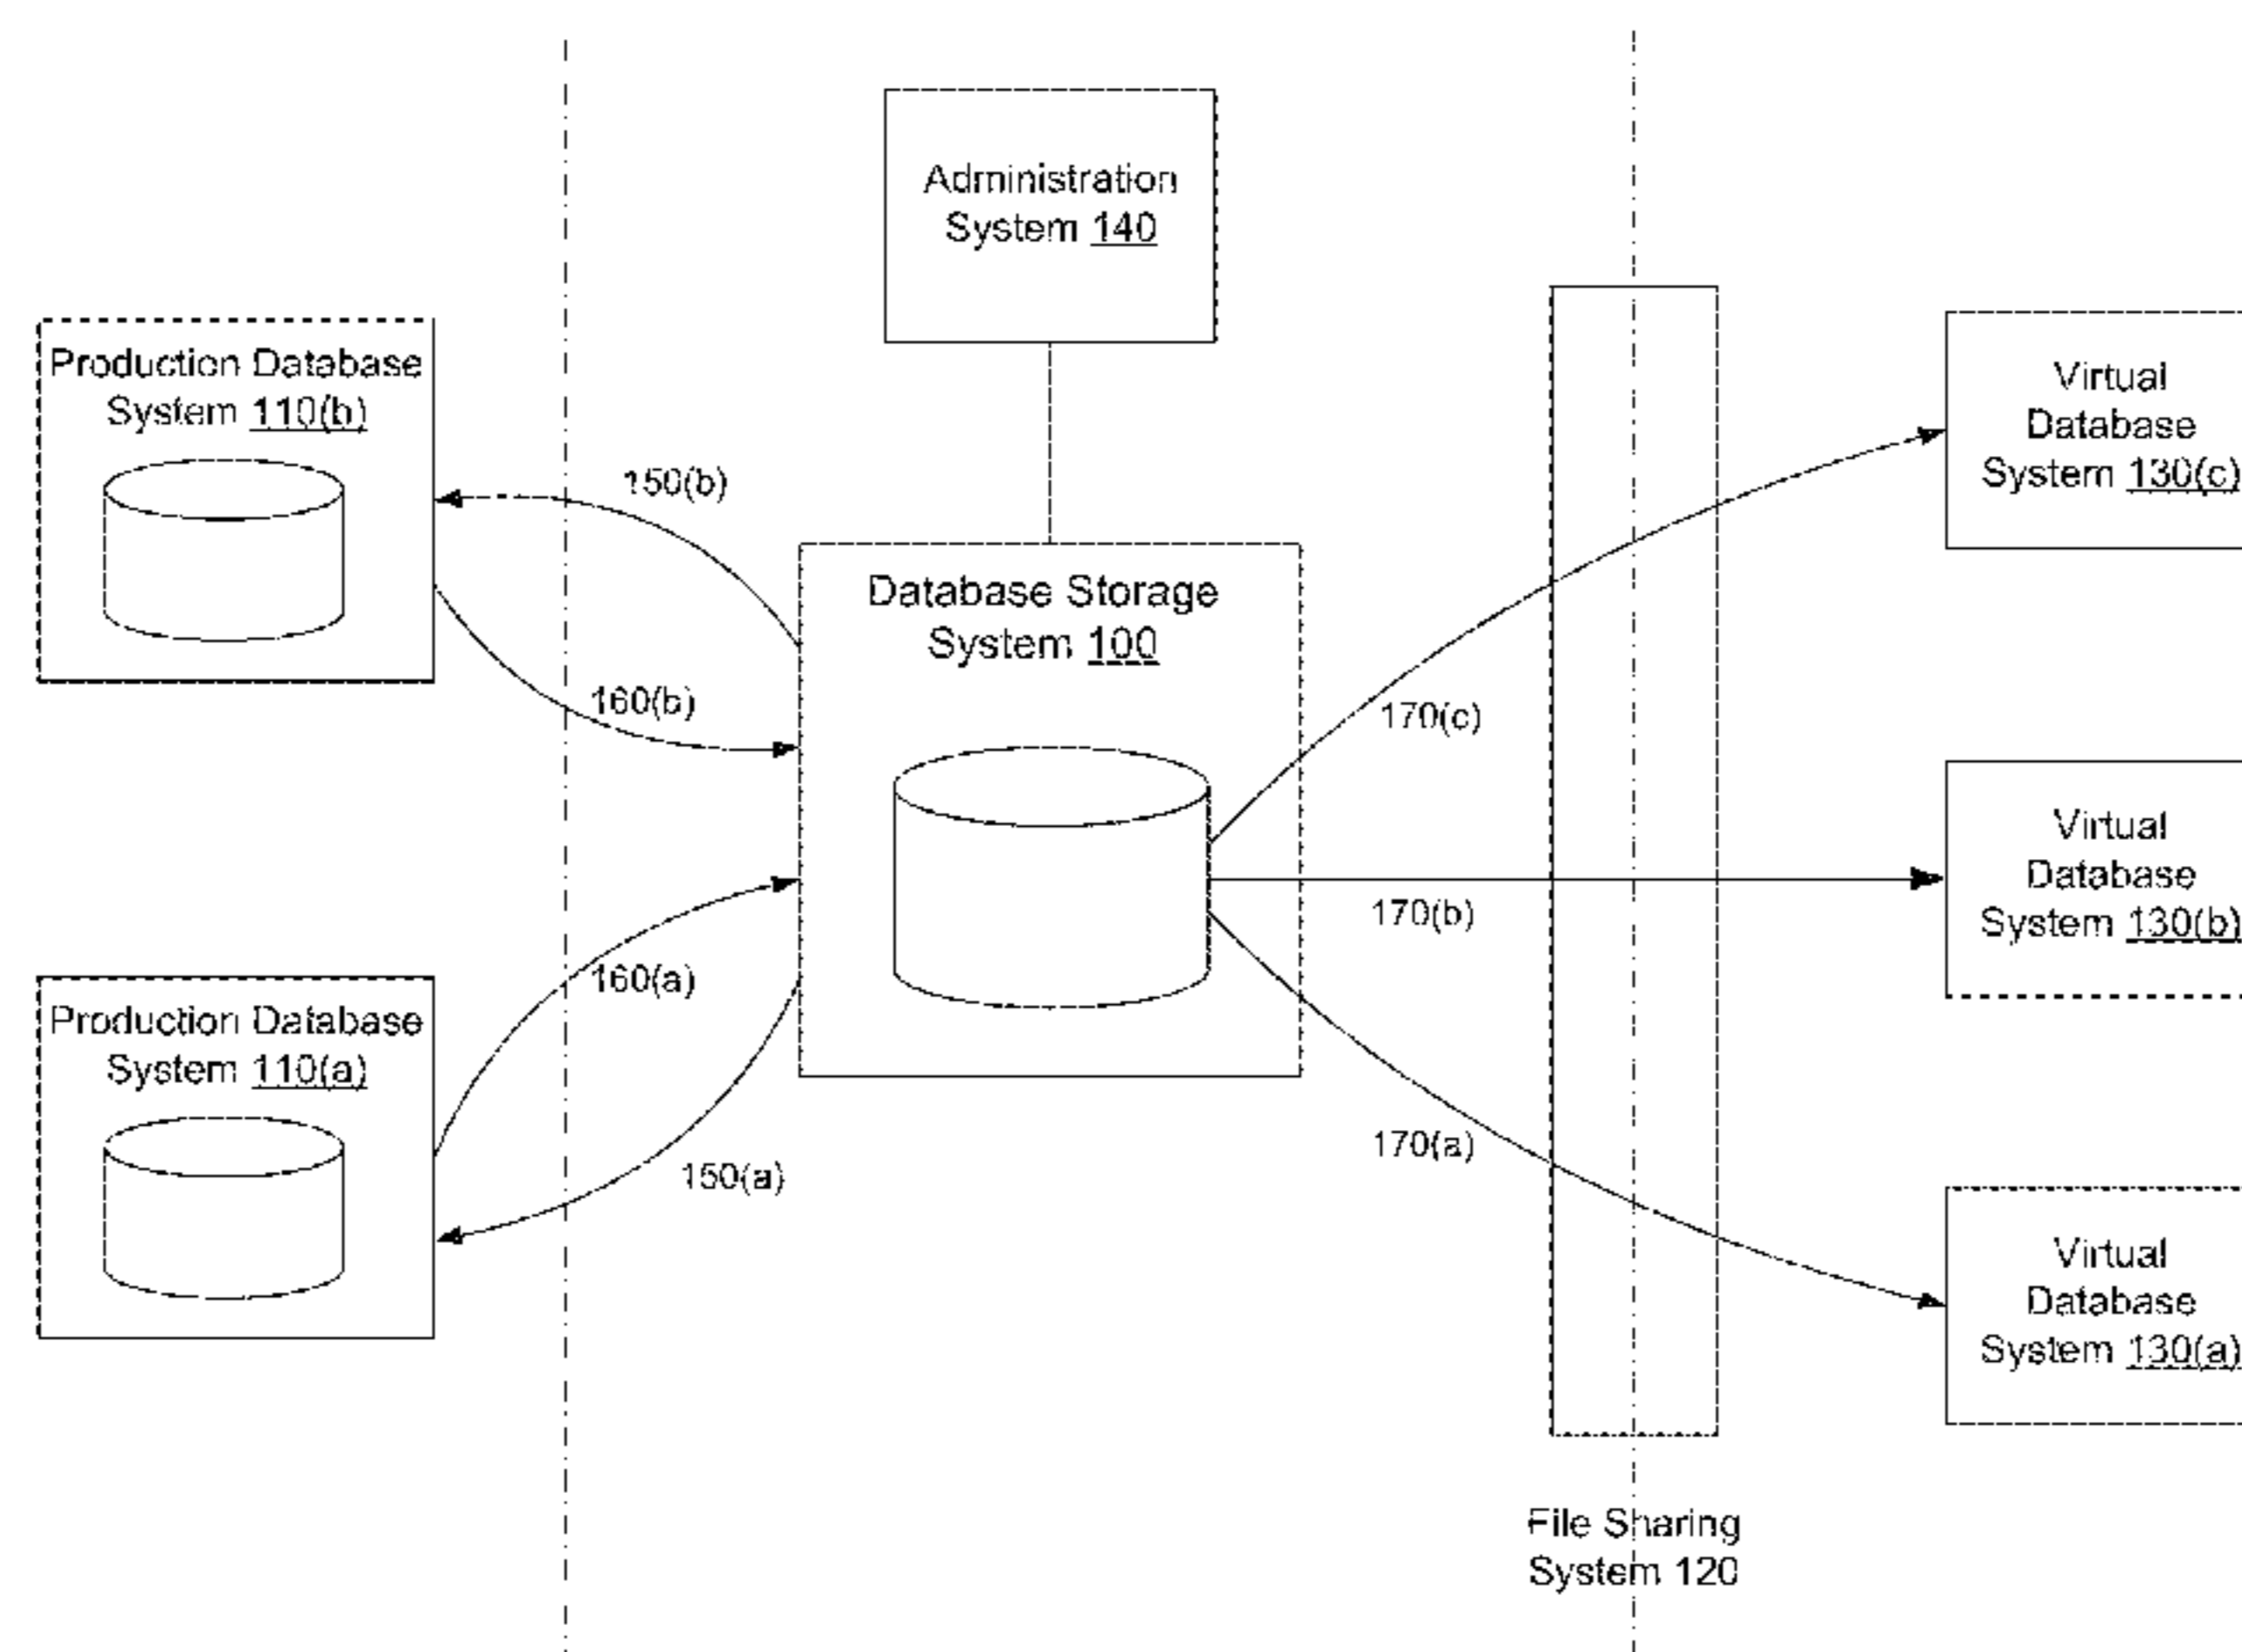 Administration
System 140
Production Database
System 110(b)
150(b)
160(b)
Database Storage
System 100
Production Database
System 110(a)
160(a)
150(a)
170(c)
170(b)
170(a)
Virtual
Database
System 130(c)
Virtual
Database
System 130(b)
Virtual
Database
System 130(a)
File Sharing
System 120